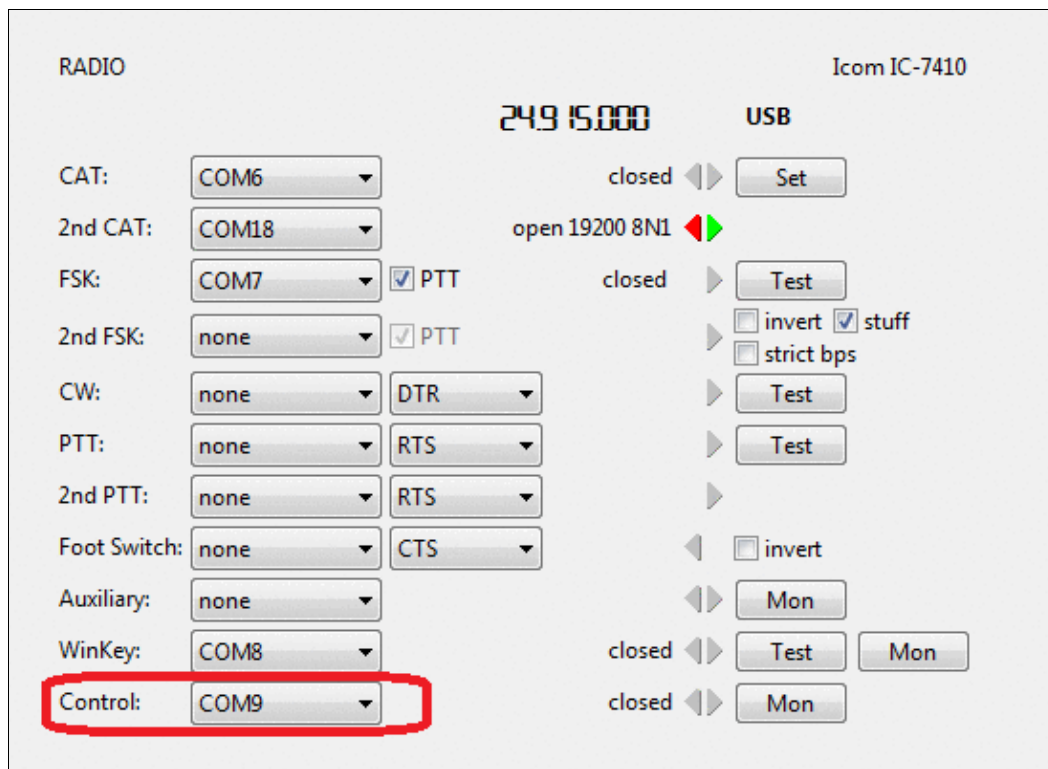 RADIO Icom IC-7410
24.915.000 USB
CAT: COM6 closed Set
2nd CAT: COM18 open 19200 8N1
FSK: COM7 PTT closed Test
invert stuff
2nd FSK: none PTT
strict bps
CW: none DTR Test
PTT: none RTS Test
2nd PTT: none RTS
Foot Switch: none CTS invert
Auxiliary: none Mon
WinKey: COM8 closed Test Mon
Control: COM9 closed Mon